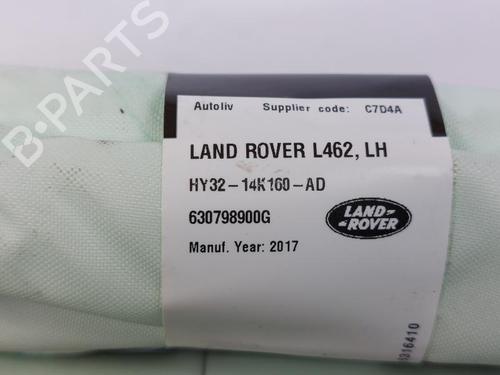 B-PARTS
Autoliv Supplier code: C7D4A
LAND ROVER L462, LH
HY32-14K160-AD
630798900G
LAND-
ROVER
Manuf. Year: 2017